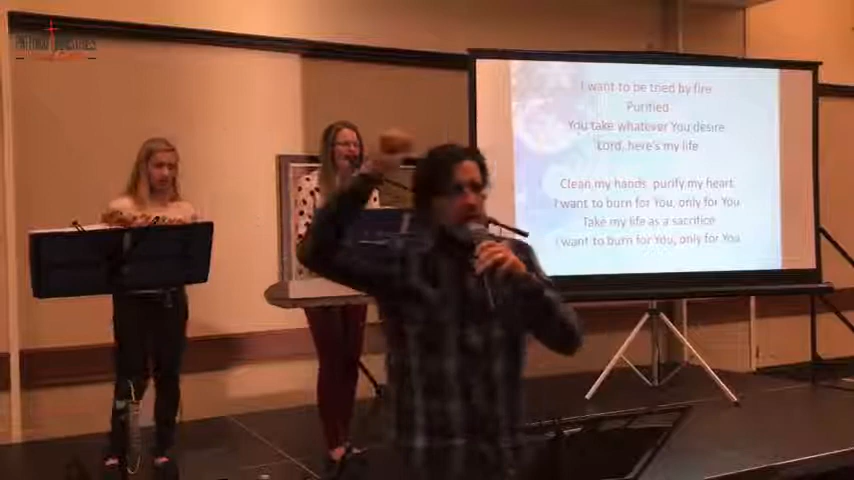 I want to be tried by fire
Purified
You take whatever You desire
Lord, here's my life
Clean my hands purify my heart
I want to burn for You, only for You
Take my life as a sacrifice
I want to burn for You, only for You